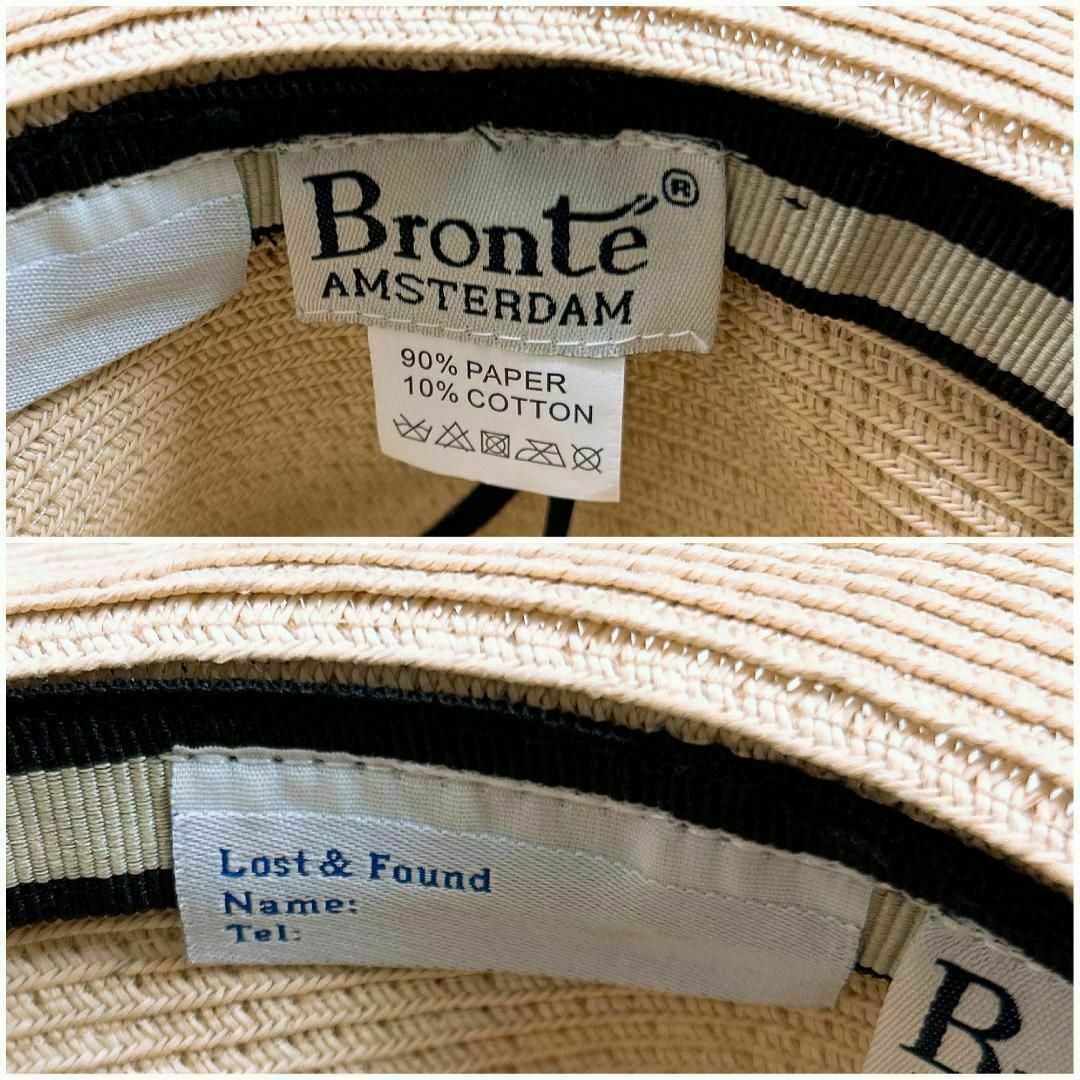 Bronté®
AMSTERDAM
90% PAPER
10% COTTON
Lost & Found
Name:
Tel:
B